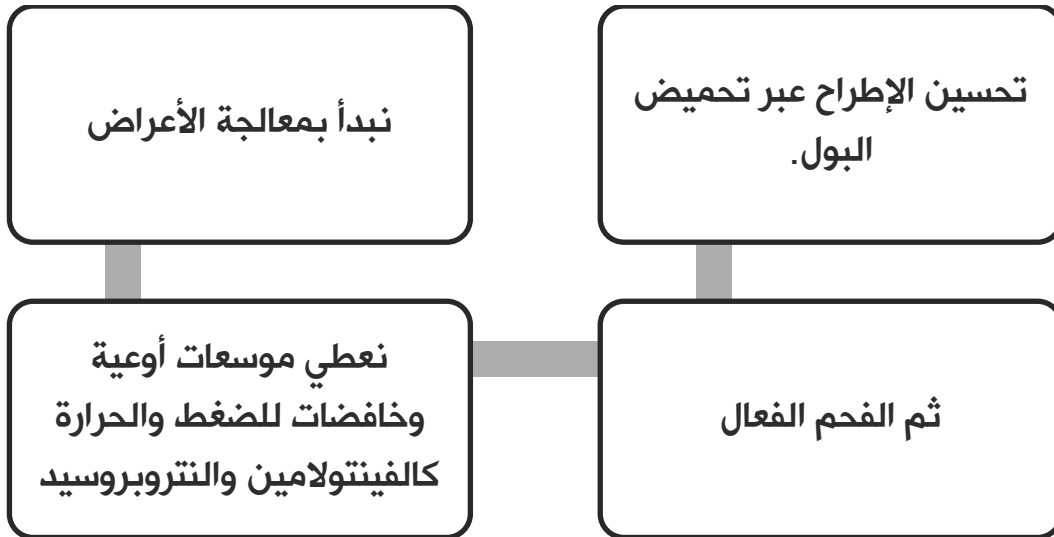 نبدأ بمعالجة الأعراض
نعطي موسعات أوعية
وخافضات للضغط والحرارة
كالفينتولامين والنتروبروسيد
ثم الفحم الفعال
تحسين الإطراح عبر تحميض
البول.